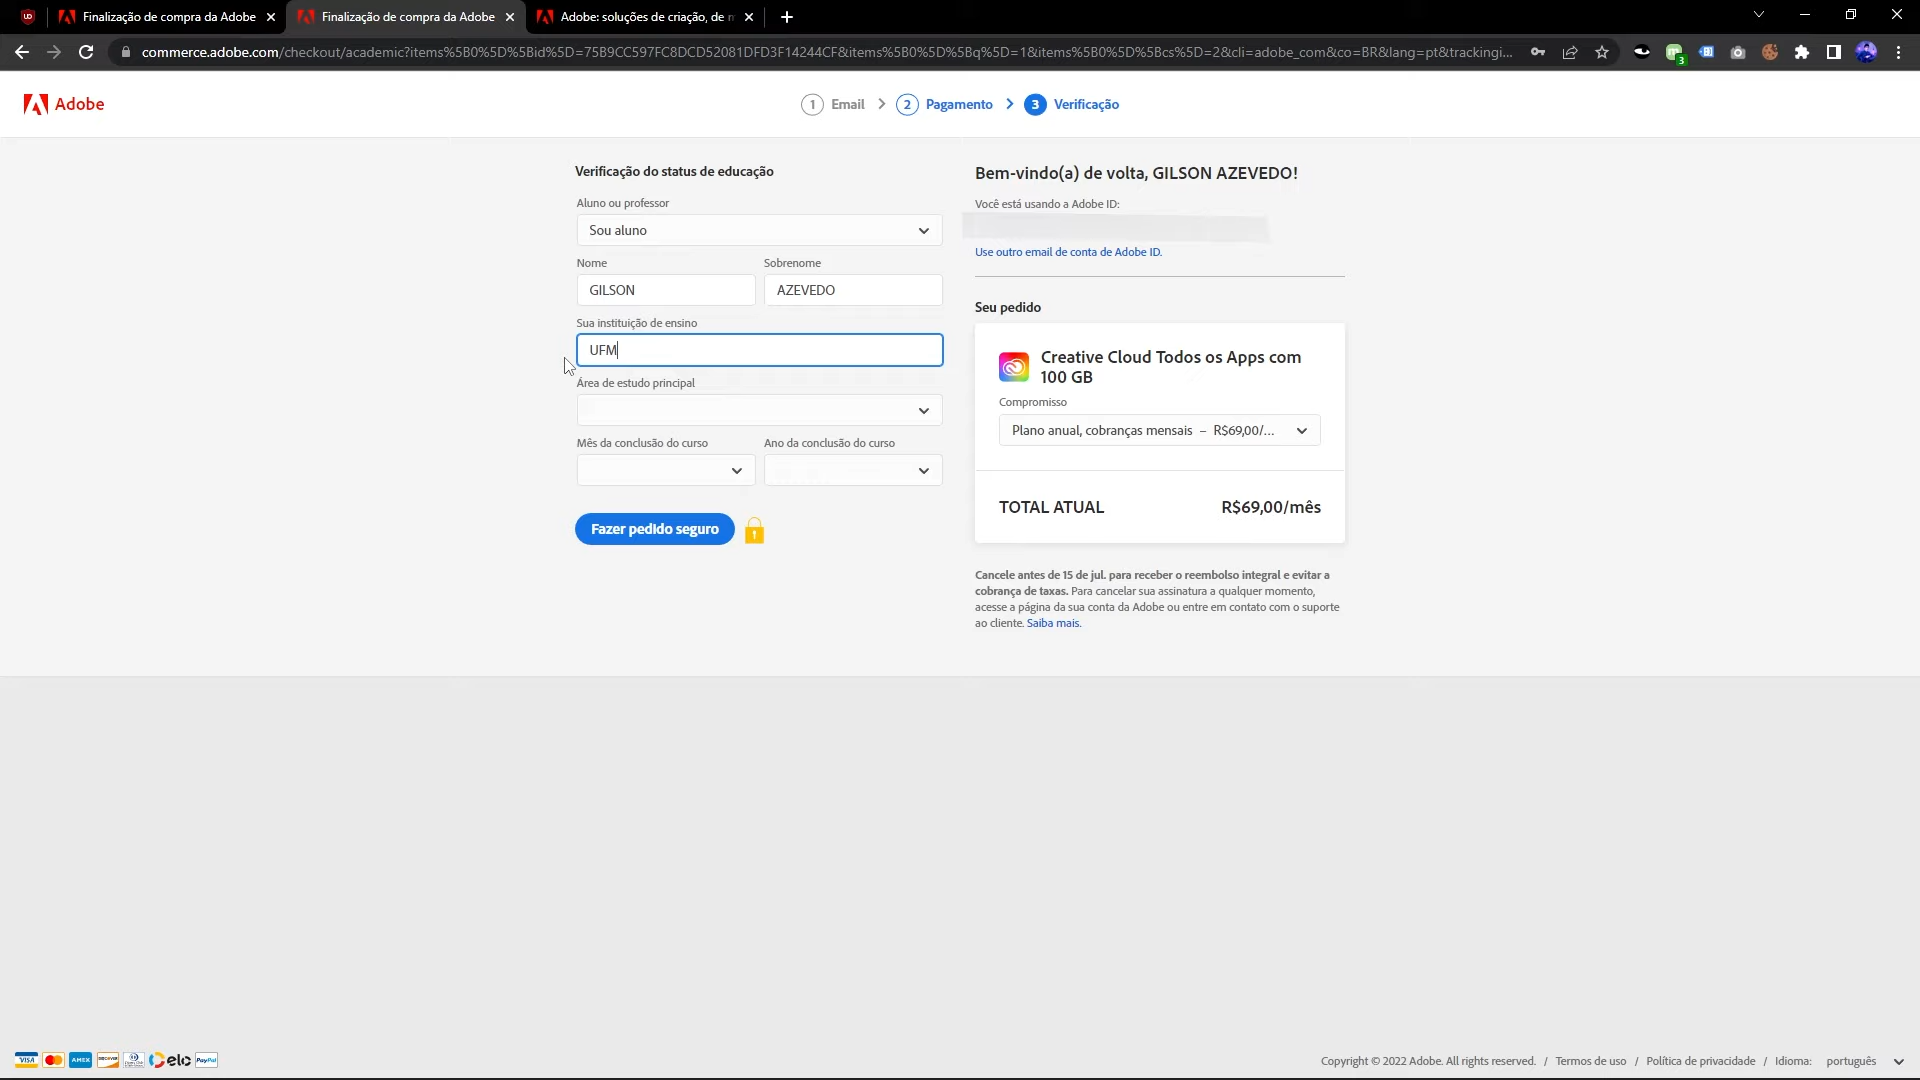 Finalização de compra da Adobe
Finalização de compra da Adobe
Adobe: soluções de criação, de m
commerce.adobe.com/checkout/academic?items%5B0%5D%5Bid%5D=75B9CC597FC8DCD52081DFD3F14244CF&items%5B0%5D%5Bq%5D=1&items%5B0%5D%5Bcs%5D=2&cli=adobe_com&co=BR&lang=pt&trackingi...
3
Adobe
1 Email
2 Pagamento
3 Verificação
Verificação do status de educação
Aluno ou professor
Sou aluno
Nome
Sobrenome
GILSON
AZEVEDO
Sua instituição de ensino
UFM
Área de estudo principal
Mês da conclusão do curso
Ano da conclusão do curso
Fazer pedido seguro
Bem-vindo(a) de volta, GILSON AZEVEDO!
Você está usando a Adobe ID:
Use outro email de conta de Adobe ID.
Seu pedido
Creative Cloud Todos os Apps com
100 GB
Compromisso
Plano anual, cobranças mensais – R$69,00/...
TOTAL ATUAL
R$69,00/mês
Cancele antes de 15 de jul. para receber o reembolso integral e evitar a
cobrança de taxas. Para cancelar sua assinatura a qualquer momento,
acesse a página da sua conta da Adobe ou entre em contato com o suporte
ao cliente. Saiba mais.
VISA
AMEX
DISCOVER
elo
PayPal
Copyright © 2022 Adobe. All rights reserved. / Termos de uso / Política de privacidade / Idioma: português